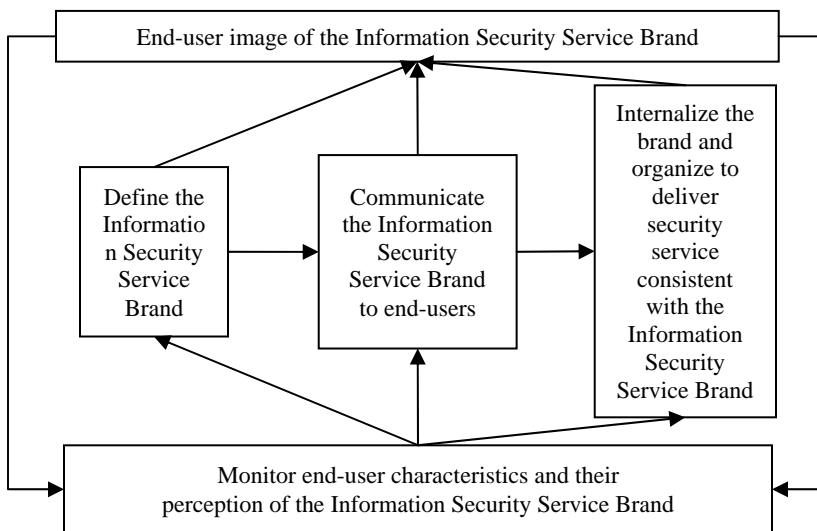 End-user image of the Information Security Service Brand
Define the
Informatio
n Security
Service
Brand
Communicate
the Information
Security
Service Brand
to end-users
Internalize the
brand and
organize to
deliver
security
service
consistent
with the
Information
Security
Service Brand
Monitor end-user characteristics and their
perception of the Information Security Service Brand